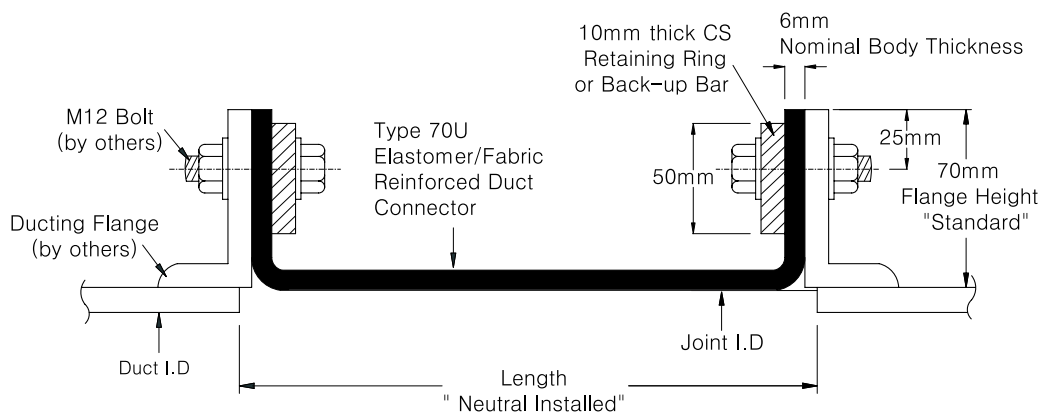 10mm thick CS
Retaining Ring
or Back-up Bar
6mm
Nominal Body Thickness
M12 Bolt
(by others)
Type 70U
Elastomer/Fabric
Reinforced Duct
Connector
25mm
50mm
70mm
Flange Height
"Standard"
Ducting Flange
(by others)
Duct I.D
Joint I.D
Length
" Neutral Installed"